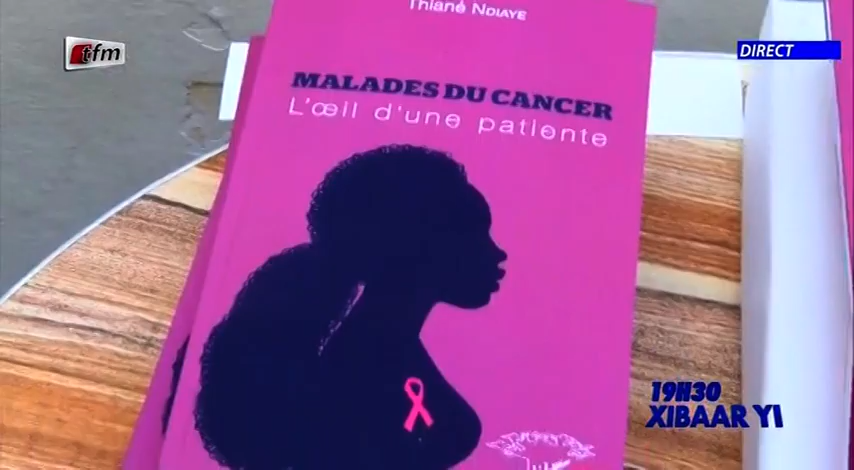 Thiané NDIAYE
tfm
DIRECT
MALADES DU CANCER
L'œil d'une patiente
19H30
XIBAAR YI